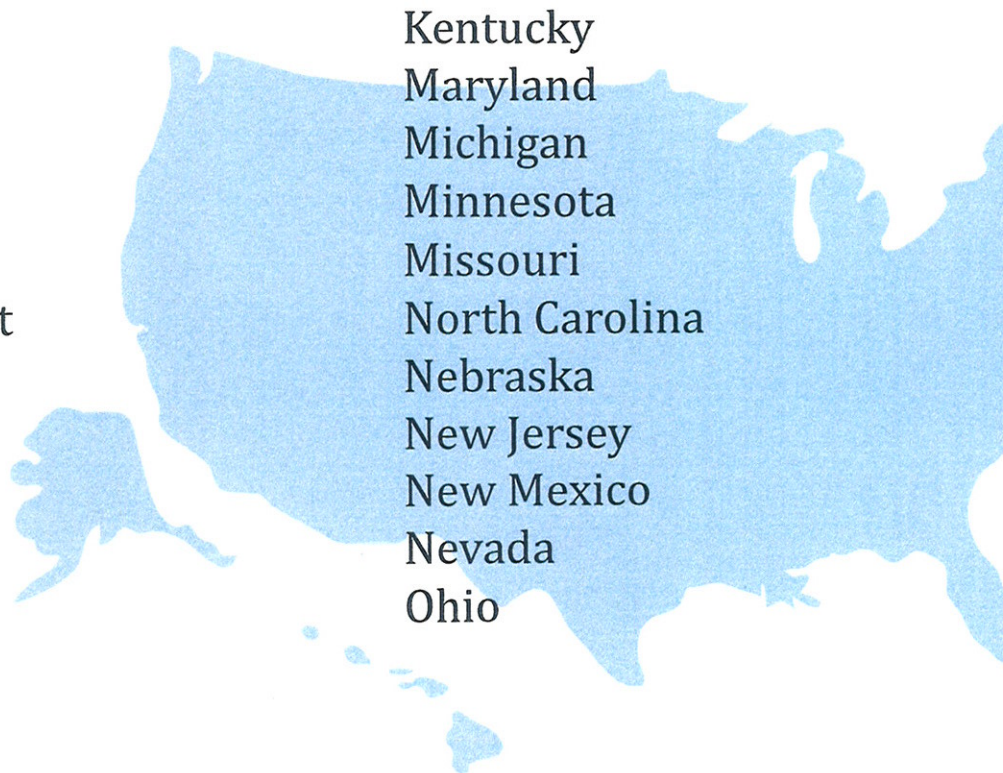 Kentucky
Maryland
Michigan
Minnesota
Missouri
t
North Carolina
Nebraska
New Jersey
New Mexico
Nevada
Ohio